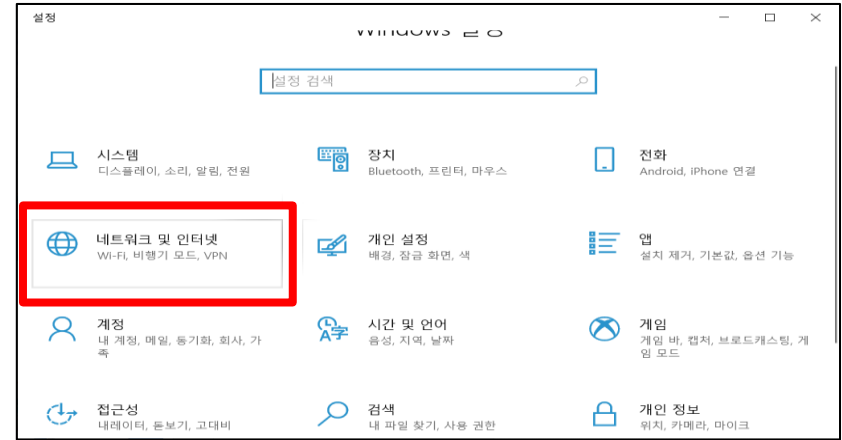 설정
Windows 설정
설정 검색
시스템
디스플레이, 소리, 알림, 전원
장치
Bluetooth, 프린터, 마우스
전화
Android, iPhone 연결
네트워크 및 인터넷
Wi-Fi, 비행기 모드, VPN
개인 설정
배경, 잠금 화면, 색
앱
설치 제거, 기본값, 옵션 기능
계정
내 계정, 메일, 동기화, 회사, 가
족
시간 및 언어
음성, 지역, 날짜
게임
게임 바, 캡처, 브로드캐스팅, 게
임 모드
접근성
내레이터, 돋보기, 고대비
검색
내 파일 찾기, 사용 권한
개인 정보
위치, 카메라, 마이크